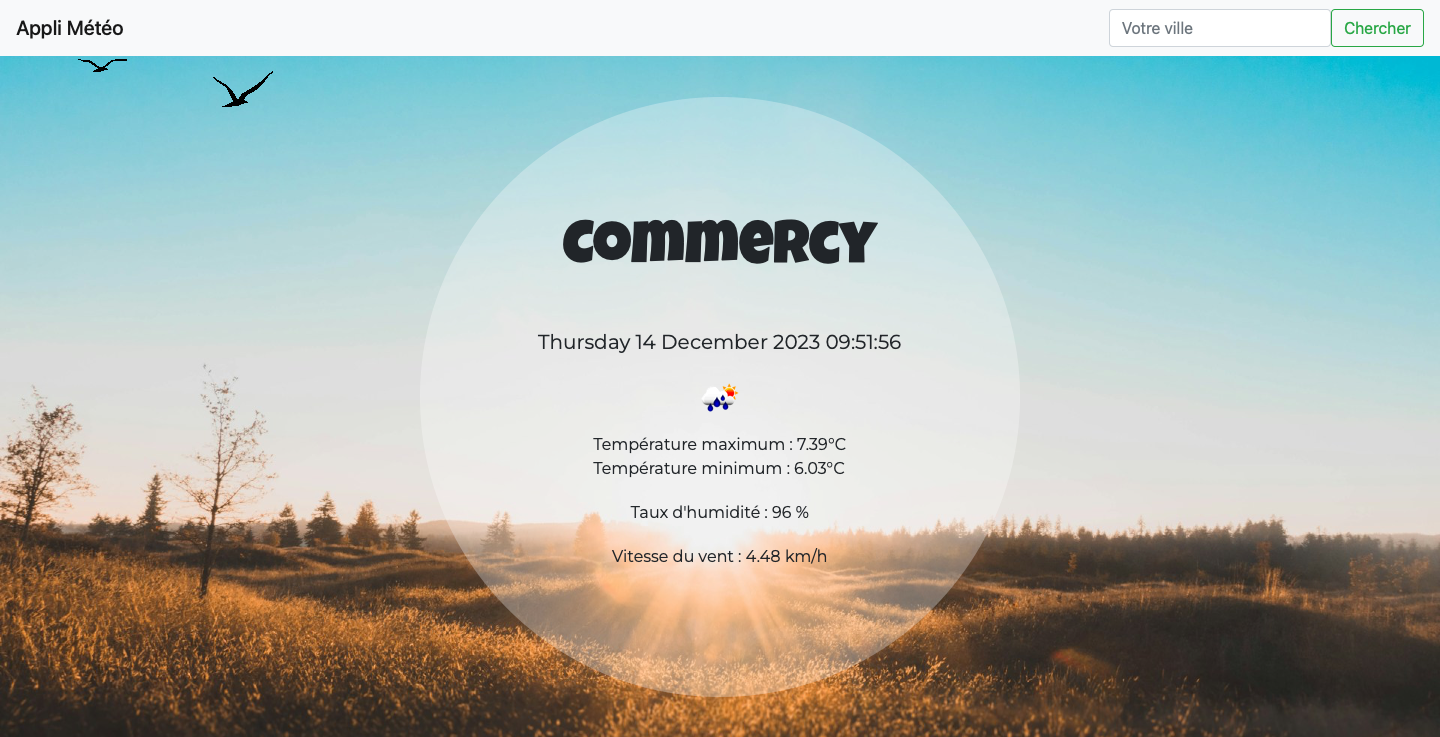 Appli Météo
Votre ville
Chercher
Commercy
Thursday 14 December 2023 09:51:56
Température maximum : 7.39°C
Température minimum : 6.03°C
Taux d'humidité : 96 %
Vitesse du vent : 4.48 km/h